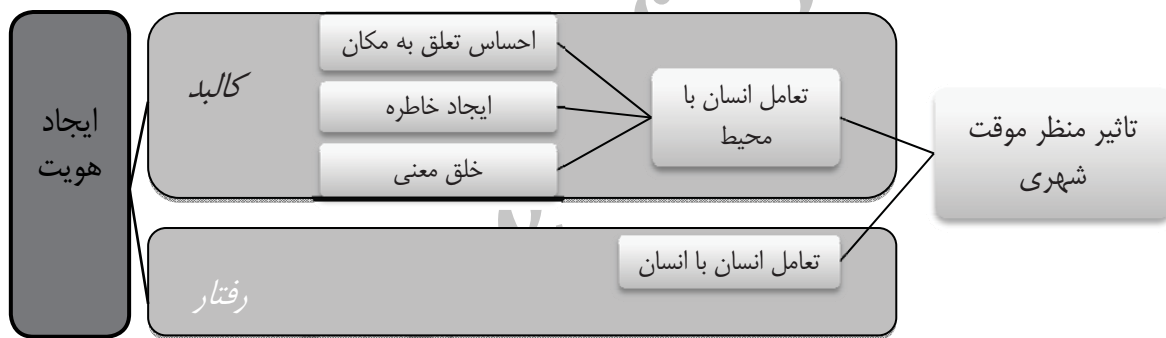 تاثیر منظر موقت
شهری
تعامل انسان با
محیط
احساس تعلق به مکان
ایجاد خاطره
خلق معنی
کالبد
تعامل انسان با انسان
رفتار
ایجاد
هویت